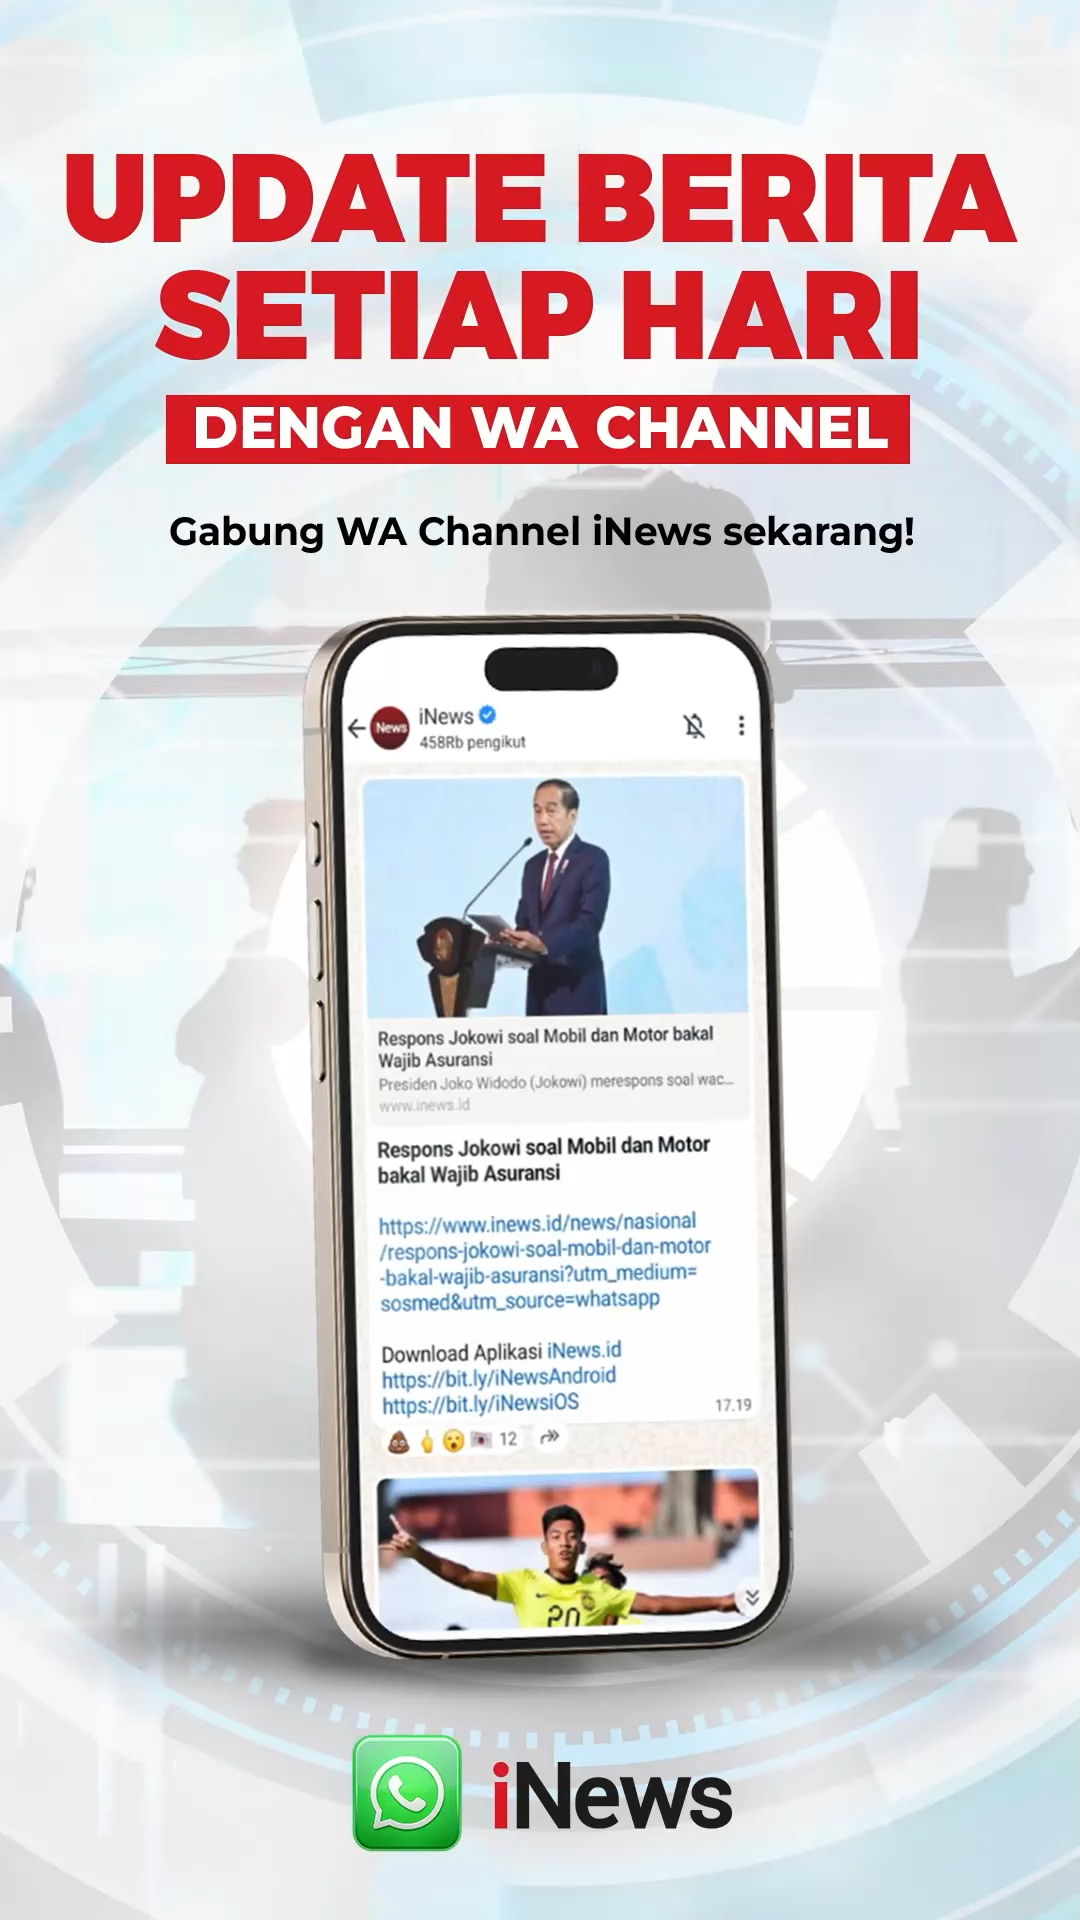 UPDATE BERITA
SETIAP HARI
DENGAN WA CHANNEL
Gabung WA Channel iNews sekarang!
News
iNews
458Rb pengikut
Respons Jokowi soal Mobil dan Motor bakal
Wajib Asuransi
Presiden Joko Widodo (Jokowi) merespons soal wac...
www.inews.id
Respons Jokowi soal Mobil dan Motor
bakal Wajib Asuransi
https://www.inews.id/news/nasional
/respons-jokowi-soal-mobil-dan-motor
-bakal-wajib-asuransi?utm_medium=
sosmed&utm_source=whatsapp
Download Aplikasi iNews.id
https://bit.ly/iNewsAndroid
https://bit.ly/iNewsiOS
17.19
12
20
iNews